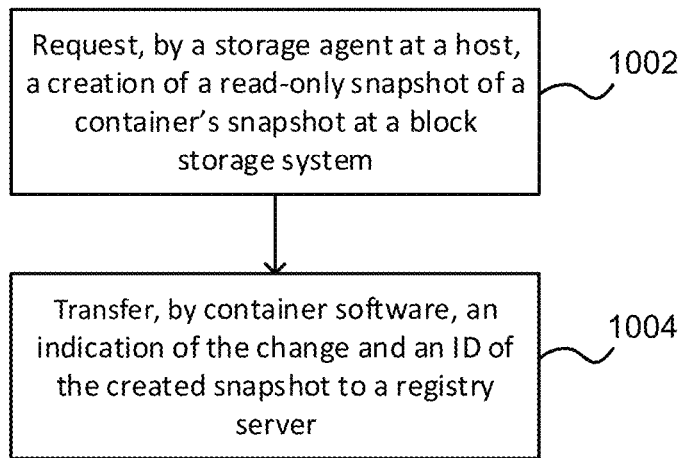 Request, by a storage agent at a host,
a creation of a read-only snapshot of a
container's snapshot at a block
storage system
1002
Transfer, by container software, an
indication of the change and an ID of
the created snapshot to a registry
server
1004